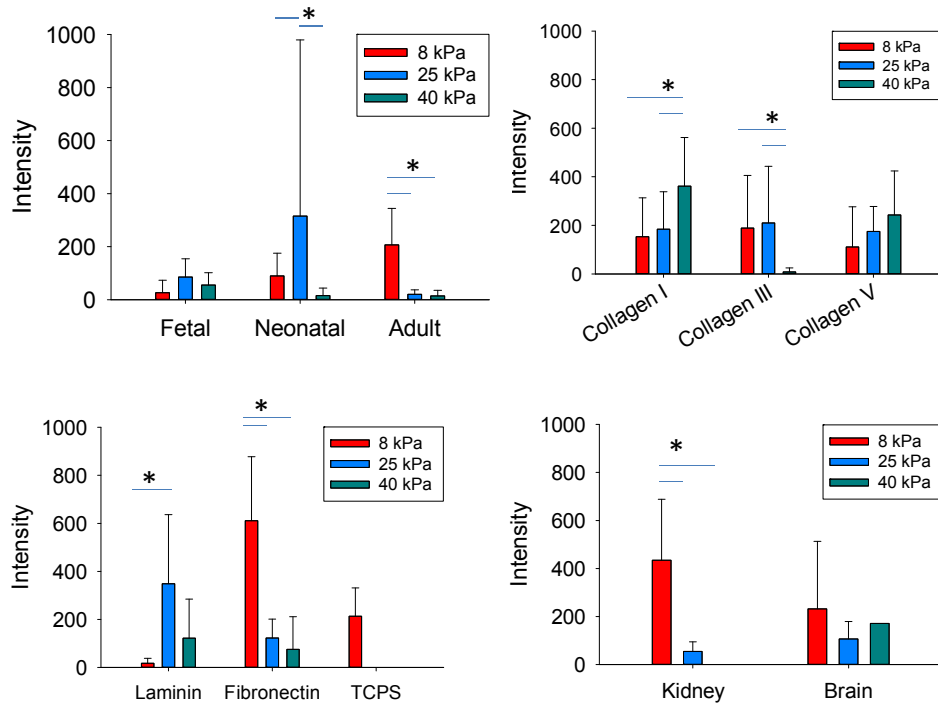 *
1000
800
600
400
200
0
Intensity
8 kPa
25 kPa
40 kPa
*
Fetal Neonatal Adult
1000
800
600
400
200
0
Intensity
8 kPa
25 kPa
40 kPa
*
*
Collagen I Collagen III Collagen V
1000
800
600
400
200
0
Intensity
8 kPa
25 kPa
40 kPa
*
*
Laminin Fibronectin TCPS
1000
800
600
400
200
0
Intensity
8 kPa
25 kPa
40 kPa
*
Kidney Brain